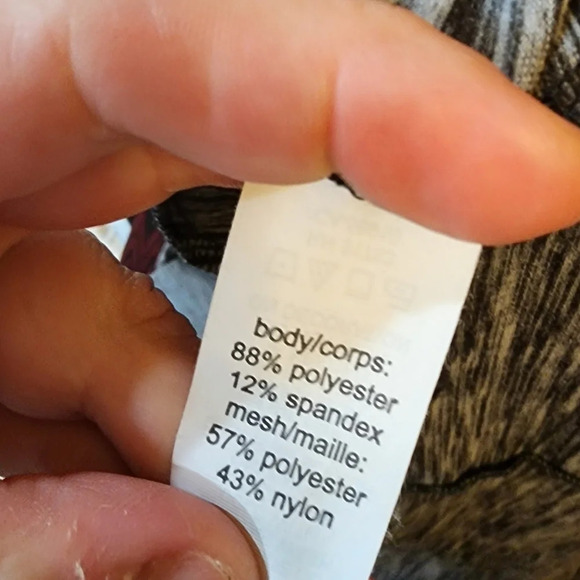 body/corps:
88% polyester
12% spandex
mesh/maille:
57% polyester
43% nylon